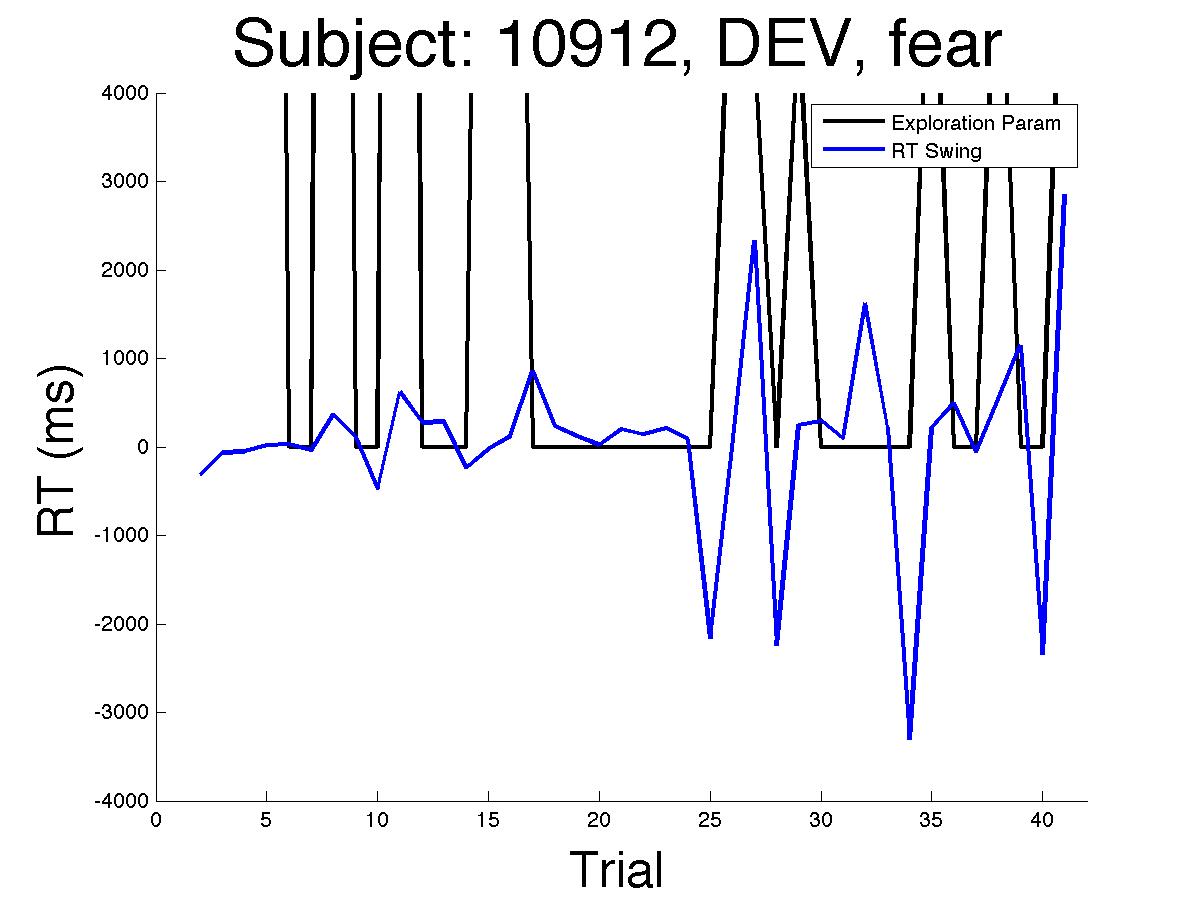 Subject: 10912, DEV, fear
4000
3000
2000
1000
0
-1000
-2000
-3000
-4000
RT (ms)
Exploration Param
RT Swing
0 5 10 15 20 25 30 35 40
Trial